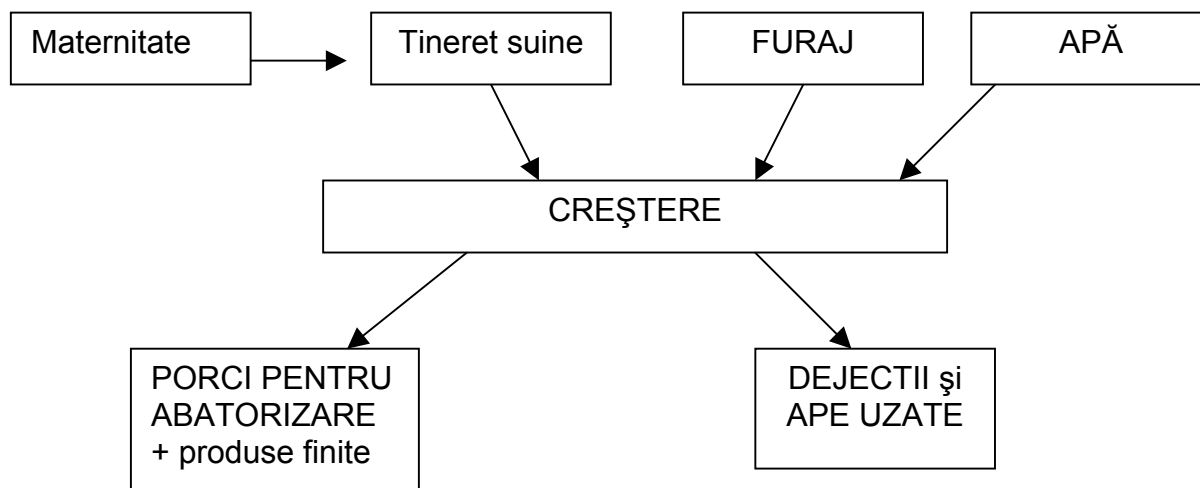 Maternitate
Tineret suine
FURAJ
APĂ
CREŞTERE
PORCI PENTRU
ABATORIZARE
+ produse finite
DEJECTII şi
APE UZATE